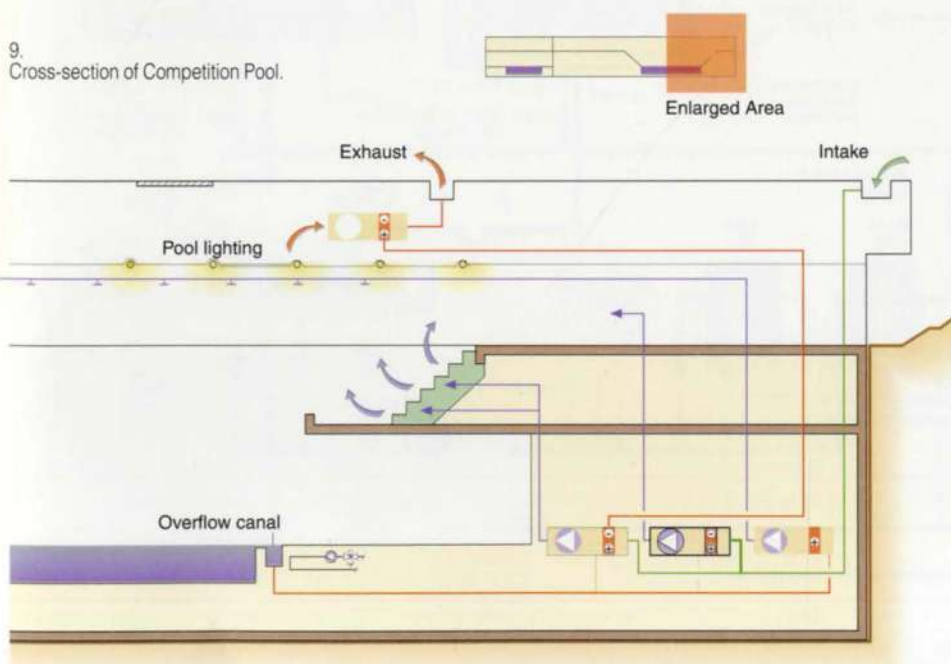 9.
Cross-section of Competition Pool.
Enlarged Area
Exhaust
Intake
Pool lighting
Overflow canal